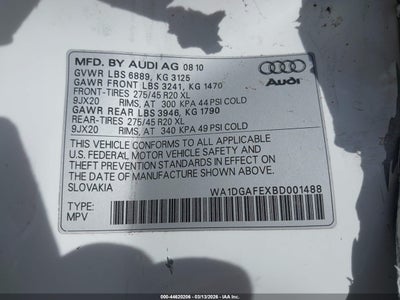 MFD. BY AUDI AG 08 10
GVWR LBS 6889, KG 3125
GAWR FRONT LBS 3241, KG 1470
FRONT-TIRES 275/45 R20 XL
9JX20 RIMS, AT 300 KPA 44 PSI COLD
GAWR REAR LBS 3946, KG 1790
REAR-TIRES 275/45 R20 XL
9JX20 RIMS, AT 340 KPA 49 PSI COLD
Audi
THIS VEHICLE CONFORMS TO ALL APPLICABLE
U.S. FEDERAL MOTOR VEHICLE SAFETY AND
THEFT PREVENTION STANDARDS IN EFFECT ON
THE DATE OF MANUFACTURE SHOWN ABOVE
SLOVAKIA WA1DGAFEXBD001488
TYPE:
MPV
000-44620206 - 03/13/2026 - IAAI.COM